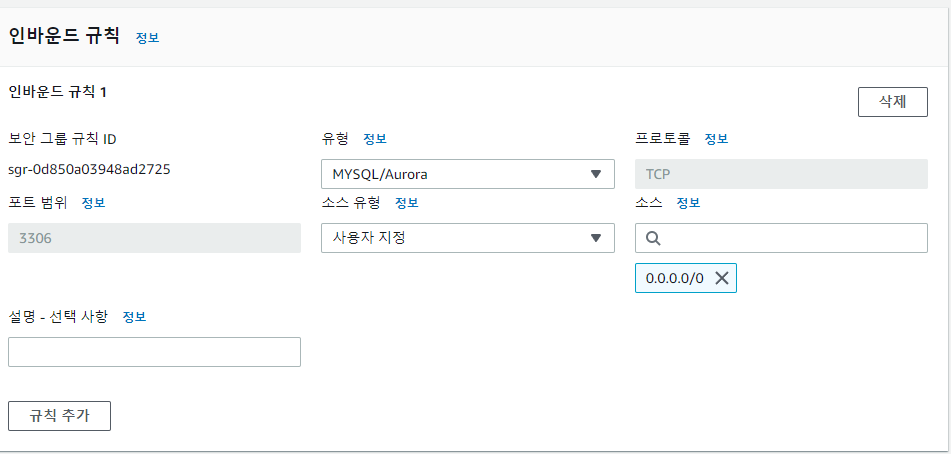 인바운드 규칙 정보
인바운드 규칙 1
삭제
보안 그룹 규칙 ID
sgr-0d850a03948ad2725
유형 정보
MYSQL/Aurora
프로토콜 정보
TCP
포트 범위 정보
3306
소스 유형 정보
사용자 지정
소스 정보
0.0.0.0/0
설명 - 선택 사항 정보
규칙 추가